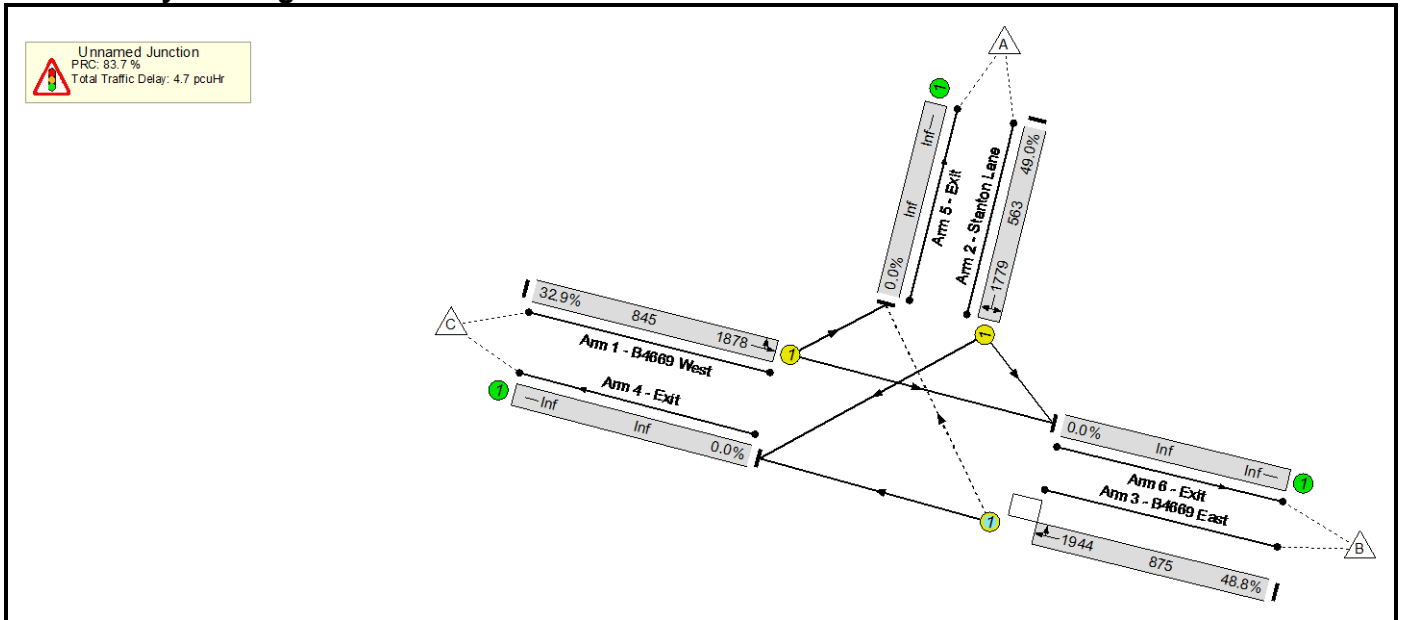 Unnamed Junction
PRC: 83.7 %
Total Traffic Delay: 4.7 pcuHr
A
1
Inf
Inf
0.0%
Arm 5 - Exit
Arm 2 - Stanton Lane
49.0%
563
1779
1
C
32.9%
845
1878
1
Arm 1 - B4669 West
Arm 4 - Exit
1
Inf
Inf
0.0%
0.0%
Inf
Inf
1
Arm 6 - Exit
Arm 3 - B4669 East
1
1944
875
48.8%
B